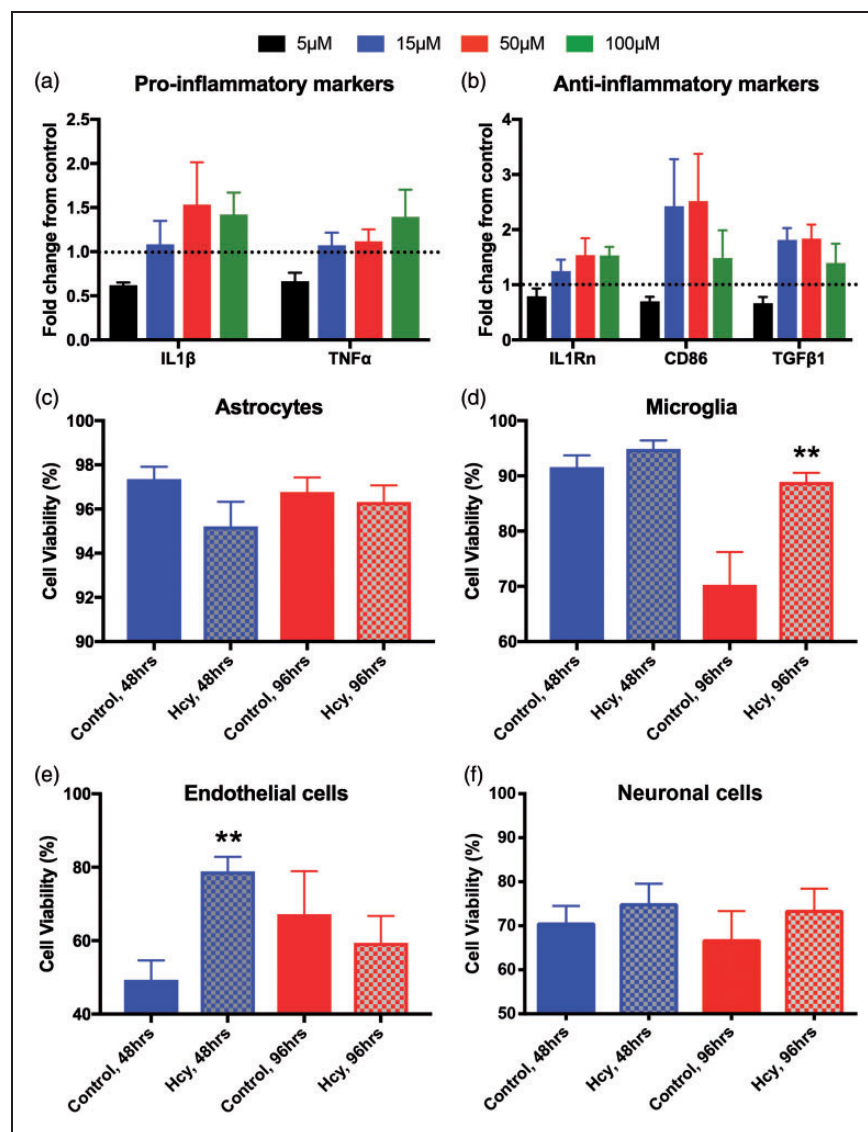 5µM 15µM 50µM 100µM
(a) Pro-inflammatory markers
Fold change from control
2.5
2.0
1.5
1.0
0.5
0.0
IL1β TNFα
(b) Anti-inflammatory markers
Fold change from control
4
3
2
1
0
IL1Rn CD86 TGFβ1
(c) Astrocytes
Cell Viability (%)
100
98
96
94
92
90
Control, 48hrs
Hcy, 48hrs
Control, 96hrs
Hcy, 96hrs
(d) Microglia
Cell Viability (%)
100
90
80
70
60
**
Control, 48hrs
Hcy, 48hrs
Control, 96hrs
Hcy, 96hrs
(e) Endothelial cells
Cell Viability (%)
100
80
60
40
**
Control, 48hrs
Hcy, 48hrs
Control, 96hrs
Hcy, 96hrs
(f) Neuronal cells
Cell Viability (%)
100
90
80
70
60
50
Control, 48hrs
Hcy, 48hrs
Control, 96hrs
Hcy, 96hrs